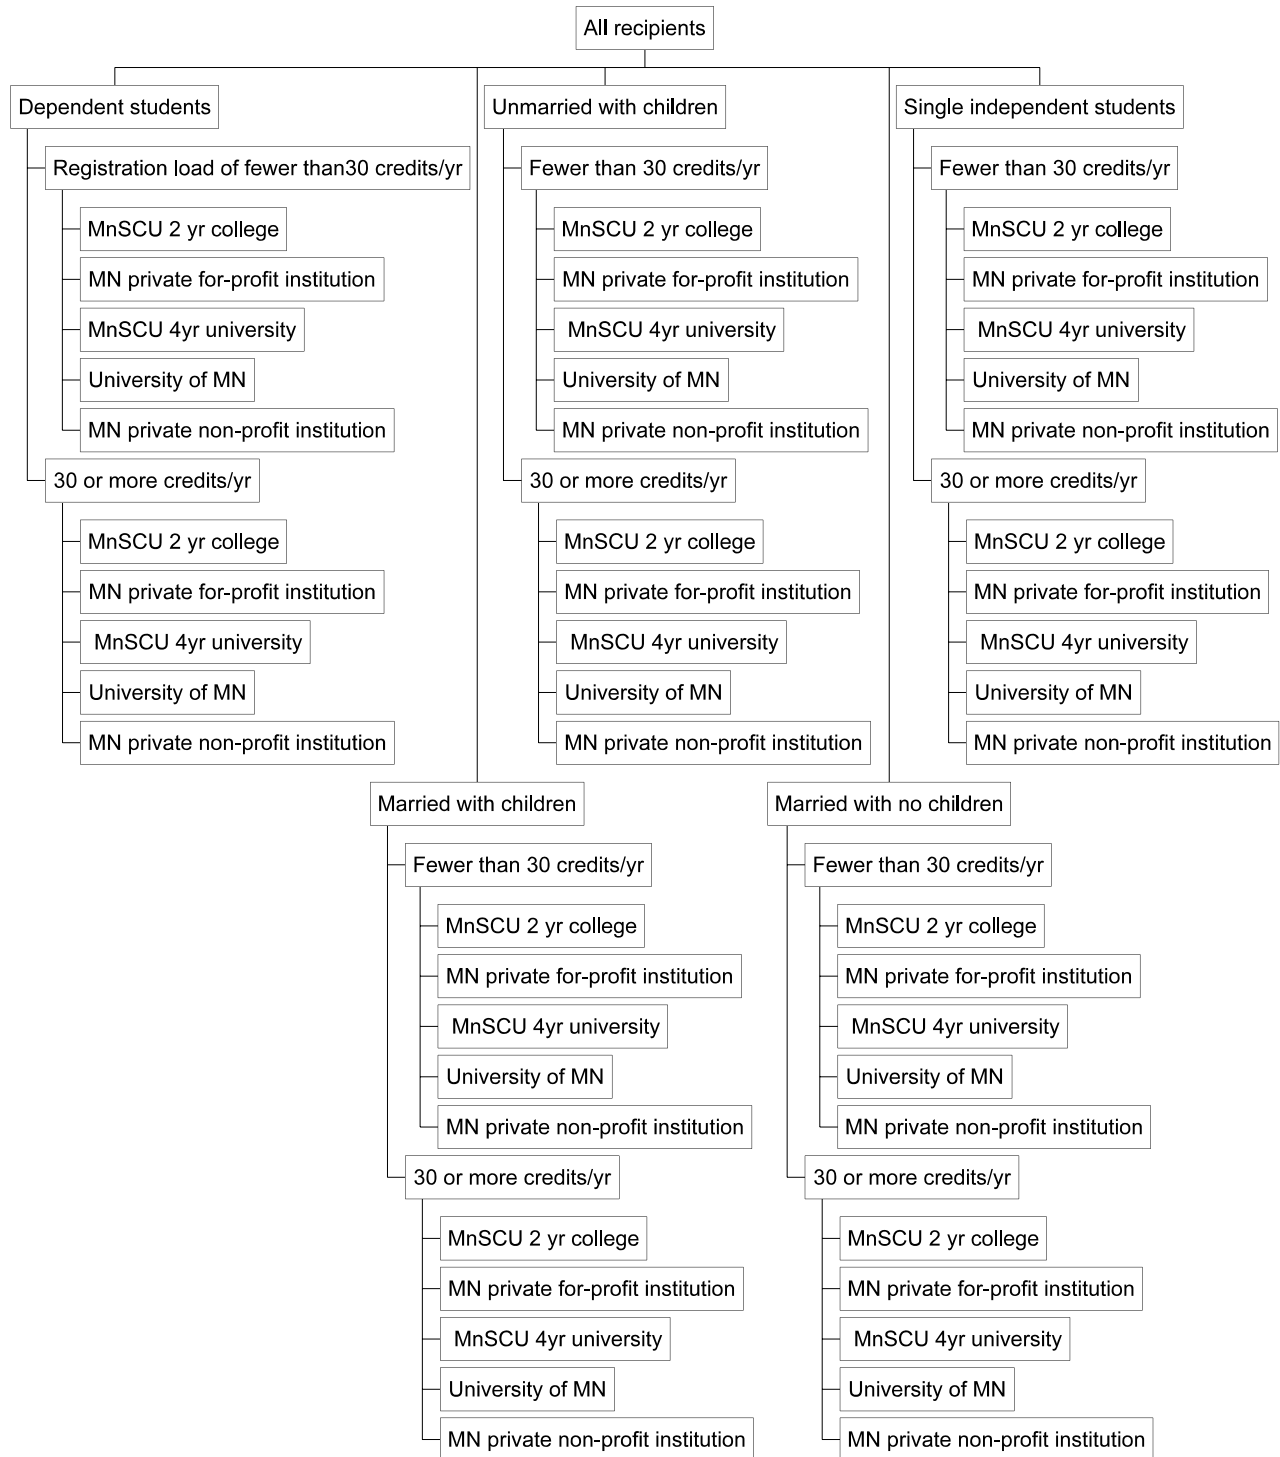 All recipients
Dependent students
Registration load of fewer than30 credits/yr
MnSCU 2 yr college
MN private for-profit institution
MnSCU 4yr university
University of MN
MN private non-profit institution
30 or more credits/yr
MnSCU 2 yr college
MN private for-profit institution
MnSCU 4yr university
University of MN
MN private non-profit institution
Unmarried with children
Fewer than 30 credits/yr
MnSCU 2 yr college
MN private for-profit institution
MnSCU 4yr university
University of MN
MN private non-profit institution
30 or more credits/yr
MnSCU 2 yr college
MN private for-profit institution
MnSCU 4yr university
University of MN
MN private non-profit institution
Single independent students
Fewer than 30 credits/yr
MnSCU 2 yr college
MN private for-profit institution
MnSCU 4yr university
University of MN
MN private non-profit institution
30 or more credits/yr
MnSCU 2 yr college
MN private for-profit institution
MnSCU 4yr university
University of MN
MN private non-profit institution
Married with children
Fewer than 30 credits/yr
MnSCU 2 yr college
MN private for-profit institution
MnSCU 4yr university
University of MN
MN private non-profit institution
30 or more credits/yr
MnSCU 2 yr college
MN private for-profit institution
MnSCU 4yr university
University of MN
MN private non-profit institution
Married with no children
Fewer than 30 credits/yr
MnSCU 2 yr college
MN private for-profit institution
MnSCU 4yr university
University of MN
MN private non-profit institution
30 or more credits/yr
MnSCU 2 yr college
MN private for-profit institution
MnSCU 4yr university
University of MN
MN private non-profit institution